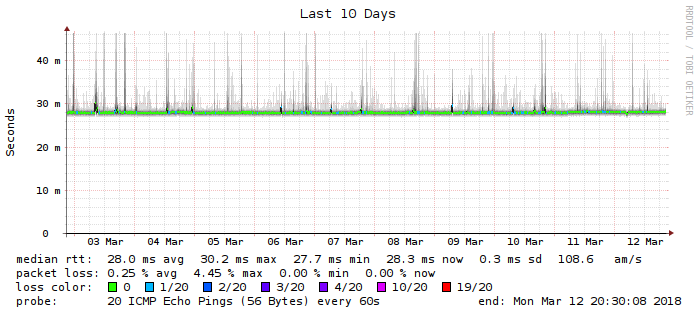 Last 10 Days
RRDTOOL / TOBI OETIKER
Seconds
40 m
30 m
20 m
10 m
0
03 Mar 04 Mar 05 Mar 06 Mar 07 Mar 08 Mar 09 Mar 10 Mar 11 Mar 12 Mar
median rtt: 28.0 ms avg 30.2 ms max 27.7 ms min 28.3 ms now 0.3 ms sd 108.6 am/s
packet loss: 0.25 % avg 4.45 % max 0.00 % min 0.00 % now
loss color: 0 1/20 2/20 3/20 4/20 10/20 19/20
probe: 20 ICMP Echo Pings (56 Bytes) every 60s end: Mon Mar 12 20:30:08 2018